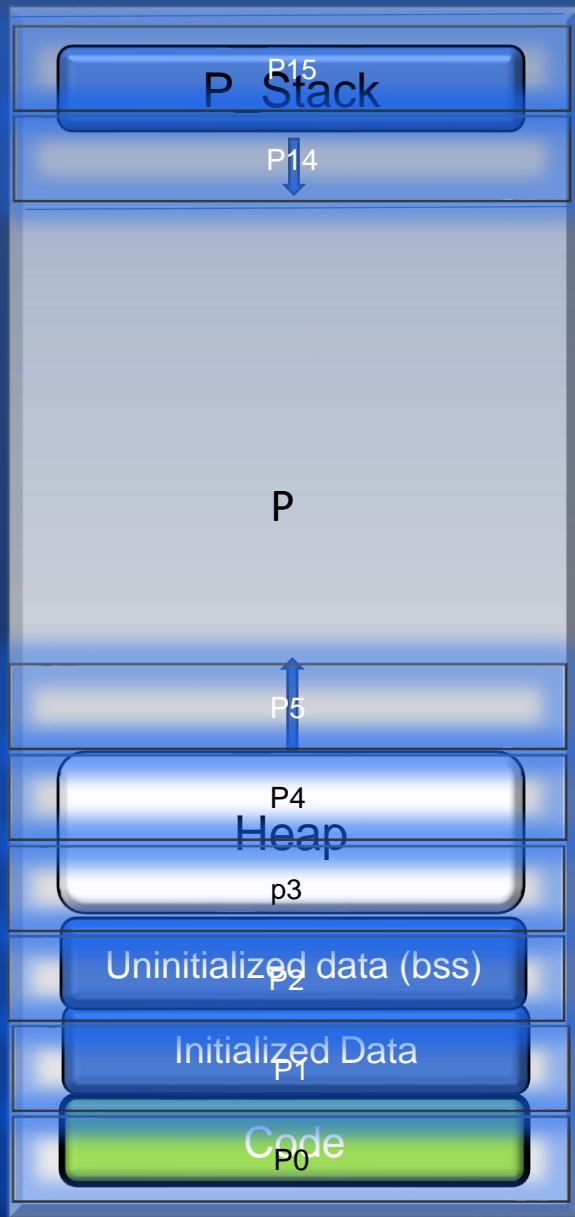 P15
P_Stack
P14
P
P5
P4
Heap
p3
Uninitialized data (bss)
P2
Initialized Data
P1
Code
P0